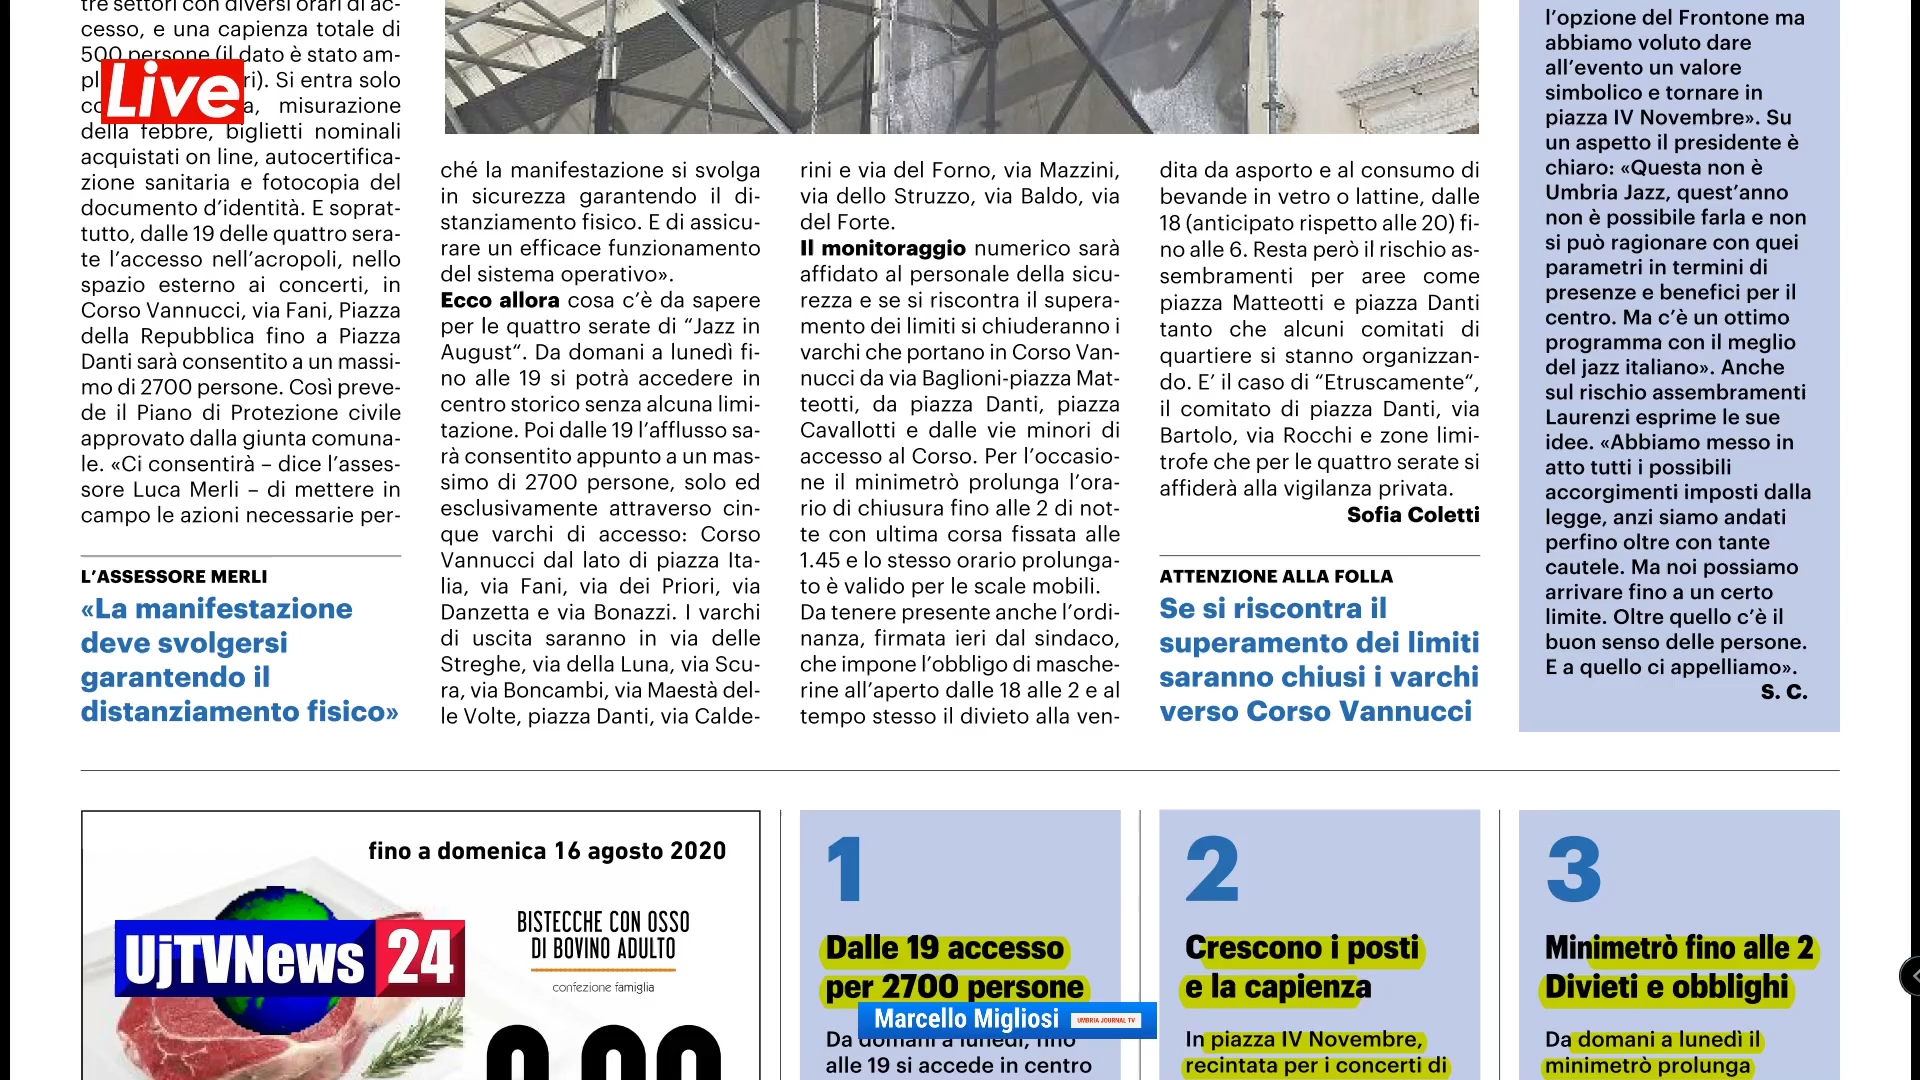 tre settori con diversi orari di ac-
cesso, e una capienza totale di
500 persone (il dato è stato am-
pl ri). Si entra solo
co a, misurazione
della febbre, biglietti nominali
acquistati on line, autocertifica-
zione sanitaria e fotocopia del
documento d'identità. E soprat-
tutto, dalle 19 delle quattro sera-
te l'accesso nell'acropoli, nello
spazio esterno ai concerti, in
Corso Vannucci, via Fani, Piazza
della Repubblica fino a Piazza
Danti sarà consentito a un massi-
mo di 2700 persone. Così preve-
de il Piano di Protezione civile
approvato dalla giunta comuna-
le. «Ci consentirà – dice l'asses-
sore Luca Merli – di mettere in
campo le azioni necessarie per-
Live
L'ASSESSORE MERLI
«La manifestazione
deve svolgersi
garantendo il
distanziamento fisico»
ché la manifestazione si svolga
in sicurezza garantendo il di-
stanziamento fisico. E di assicu-
rare un efficace funzionamento
del sistema operativo».
Ecco allora cosa c'è da sapere
per le quattro serate di “Jazz in
August“. Da domani a lunedì fi-
no alle 19 si potrà accedere in
centro storico senza alcuna limi-
tazione. Poi dalle 19 l'afflusso sa-
rà consentito appunto a un mas-
simo di 2700 persone, solo ed
esclusivamente attraverso cin-
que varchi di accesso: Corso
Vannucci dal lato di piazza Ita-
lia, via Fani, via dei Priori, via
Danzetta e via Bonazzi. I varchi
di uscita saranno in via delle
Streghe, via della Luna, via Scu-
ra, via Boncambi, via Maestà del-
le Volte, piazza Danti, via Calde-
rini e via del Forno, via Mazzini,
via dello Struzzo, via Baldo, via
del Forte.
Il monitoraggio numerico sarà
affidato al personale della sicu-
rezza e se si riscontra il supera-
mento dei limiti si chiuderanno i
varchi che portano in Corso Van-
nucci da via Baglioni-piazza Mat-
teotti, da piazza Danti, piazza
Cavallotti e dalle vie minori di
accesso al Corso. Per l'occasio-
ne il minimetrò prolunga l'ora-
rio di chiusura fino alle 2 di not-
te con ultima corsa fissata alle
1.45 e lo stesso orario prolunga-
to è valido per le scale mobili.
Da tenere presente anche l'ordi-
nanza, firmata ieri dal sindaco,
che impone l'obbligo di masche-
rine all'aperto dalle 18 alle 2 e al
tempo stesso il divieto alla ven-
dita da asporto e al consumo di
bevande in vetro o lattine, dalle
18 (anticipato rispetto alle 20) fi-
no alle 6. Resta però il rischio as-
sembramenti per aree come
piazza Matteotti e piazza Danti
tanto che alcuni comitati di
quartiere si stanno organizzan-
do. E' il caso di “Etruscamente“,
il comitato di piazza Danti, via
Bartolo, via Rocchi e zone limi-
trofe che per le quattro serate si
affiderà alla vigilanza privata.
Sofia Coletti
ATTENZIONE ALLA FOLLA
Se si riscontra il
superamento dei limiti
saranno chiusi i varchi
verso Corso Vannucci
l'opzione del Frontone ma
abbiamo voluto dare
all'evento un valore
simbolico e tornare in
piazza IV Novembre». Su
un aspetto il presidente è
chiaro: «Questa non è
Umbria Jazz, quest'anno
non è possibile farla e non
si può ragionare con quei
parametri in termini di
presenze e benefici per il
centro. Ma c'è un ottimo
programma con il meglio
del jazz italiano». Anche
sul rischio assembramenti
Laurenzi esprime le sue
idee. «Abbiamo messo in
atto tutti i possibili
accorgimenti imposti dalla
legge, anzi siamo andati
perfino oltre con tante
cautele. Ma noi possiamo
arrivare fino a un certo
limite. Oltre quello c'è il
buon senso delle persone.
E a quello ci appelliamo».
S. C.
fino a domenica 16 agosto 2020
BISTECCHE CON OSSO
DI BOVINO ADULTO
confezione famiglia
UjTVNews 24
1
Dalle 19 accesso
per 2700 persone
Da domani a lunedì, fino
alle 19 si accede in centro
Marcello Migliosi
UMBRIA JOURNAL TV
2
Crescono i posti
e la capienza
In piazza IV Novembre,
recintata per i concerti di
3
Minimetrò fino alle 2
Divieti e obblighi
Da domani a lunedì il
minimetrò prolunga